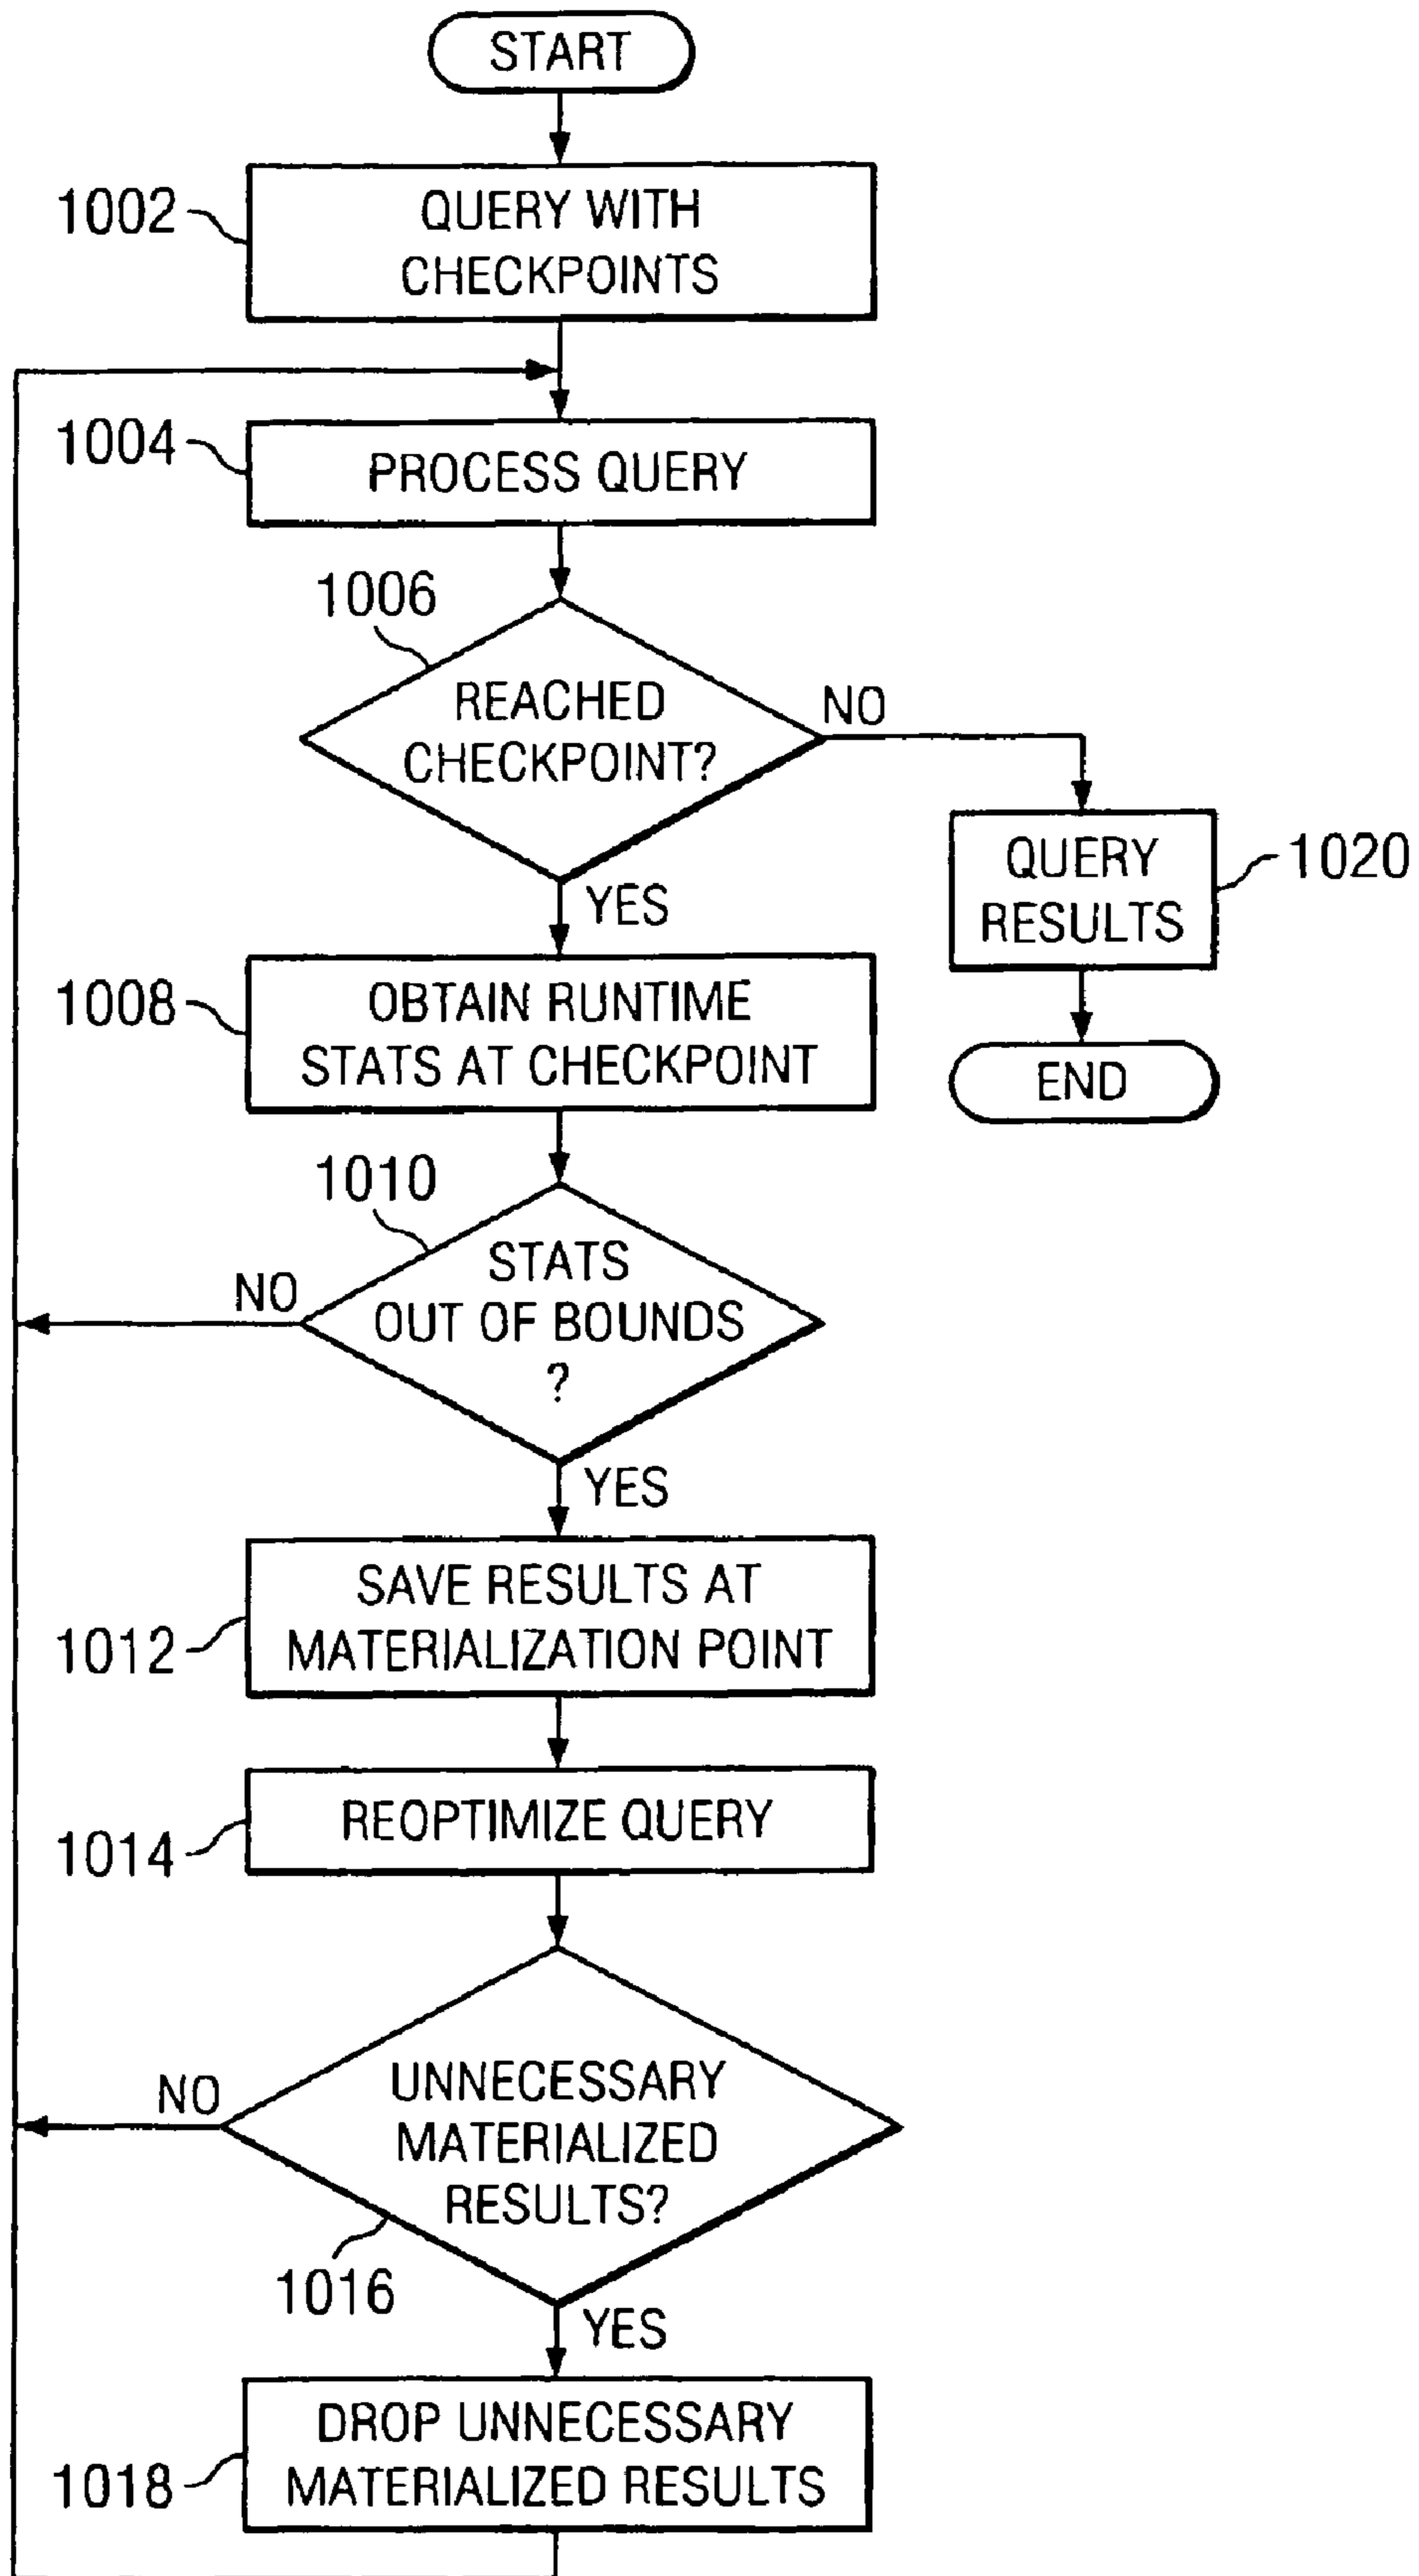 START
1002
QUERY WITH
CHECKPOINTS
1004
PROCESS QUERY
1006
REACHED
CHECKPOINT?
NO
YES
QUERY
RESULTS
1020
END
1008
OBTAIN RUNTIME
STATS AT CHECKPOINT
1010
STATS
OUT OF BOUNDS
?
NO
YES
1012
SAVE RESULTS AT
MATERIALIZATION POINT
1014
REOPTIMIZE QUERY
NO
UNNECESSARY
MATERIALIZED
RESULTS?
1016
YES
1018
DROP UNNECESSARY
MATERIALIZED RESULTS